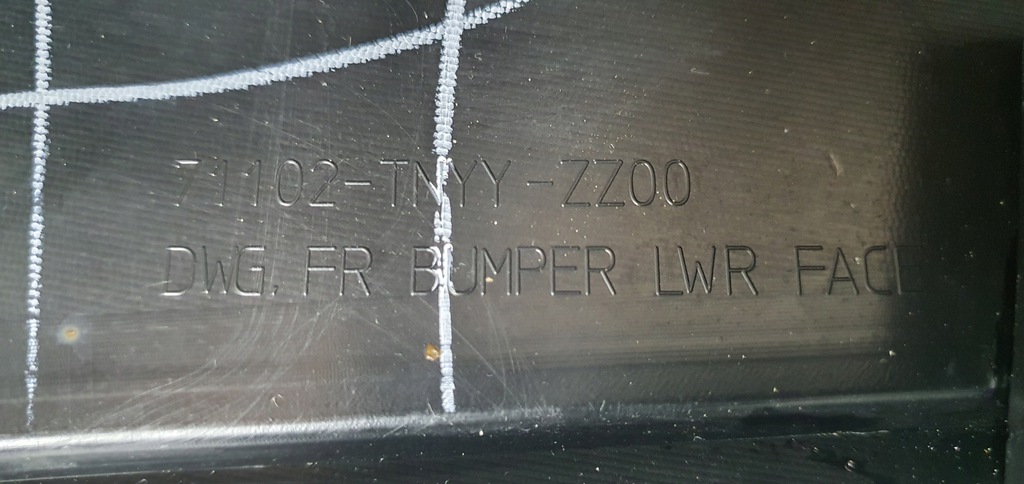 71102-TNYY-ZZ00
DWG, FR BUMPER LWR FACE